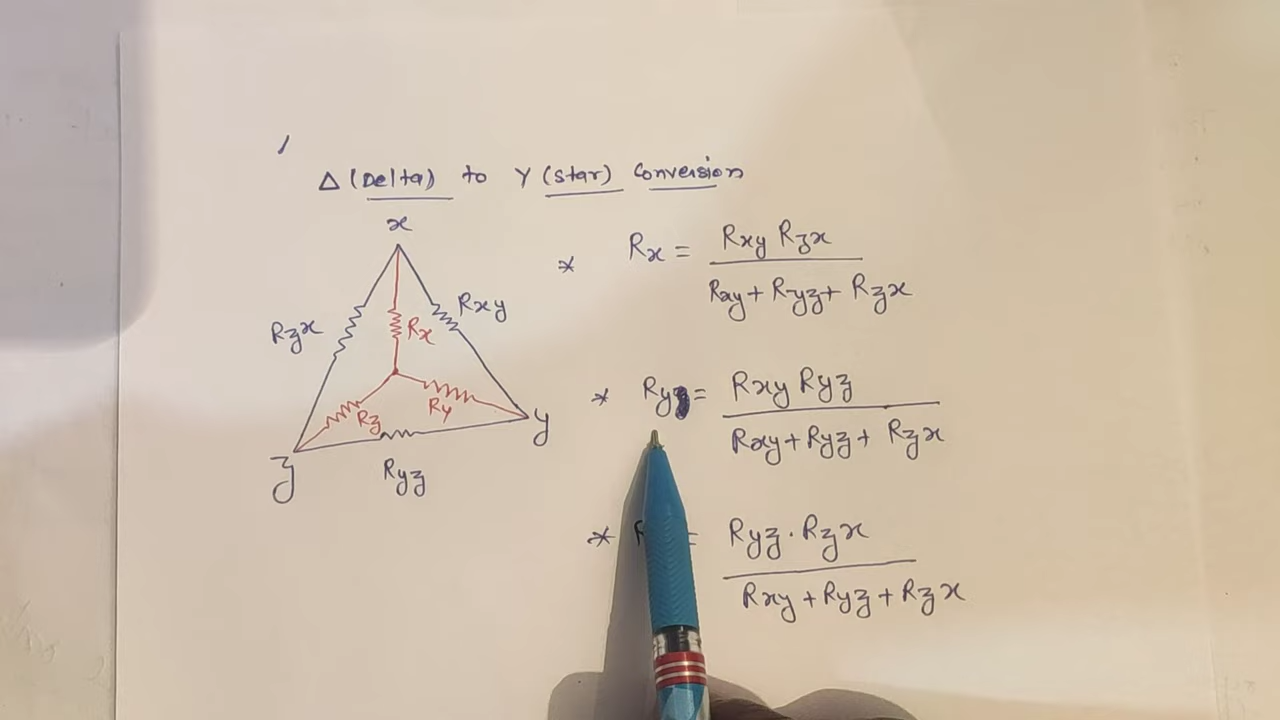 Δ (Delta) to Y (Star) Conversion
x
Rzx
Rxy
Rx
Rz
Ry
z
y
Ryz
* Rx = Rxy Rzx
Rxy + Ryz + Rzx
* Ry = Rxy Ryz
Rxy + Ryz + Rzx
* R = Ryz . Rzx
Rxy + Ryz + Rzx